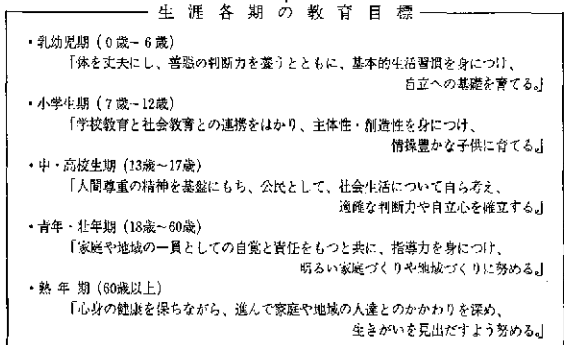 生涯各期の教育目標
・乳幼児期(0歳~6歳)
「体を丈夫にし、善悪の判断力を養うとともに、基本的生活習慣を身につけ、
自立への基礎を育てる。」
・小学生期(7歳~12歳)
「学校教育と社会教育との連携をはかり、主体性・創造性を身につけ、
情操豊かな子供に育てる。」
・中・高校生期(13歳~17歳)
「人間尊重の精神を基盤にもち、公民として、社会生活について自ら考え、
適確な判断力や自立心を確立する。」
・青年・壮年期(18歳~60歳)
「家庭や地域の一員としての自覚と責任をもつと共に、指導力を身につけ、
明るい家庭づくりや地域づくりに努める。」
・熟年期(60歳以上)
「心身の健康を保ちながら、進んで家庭や地域の人達とのかかわりを深め、
生きがいを見出だすよう努める。」